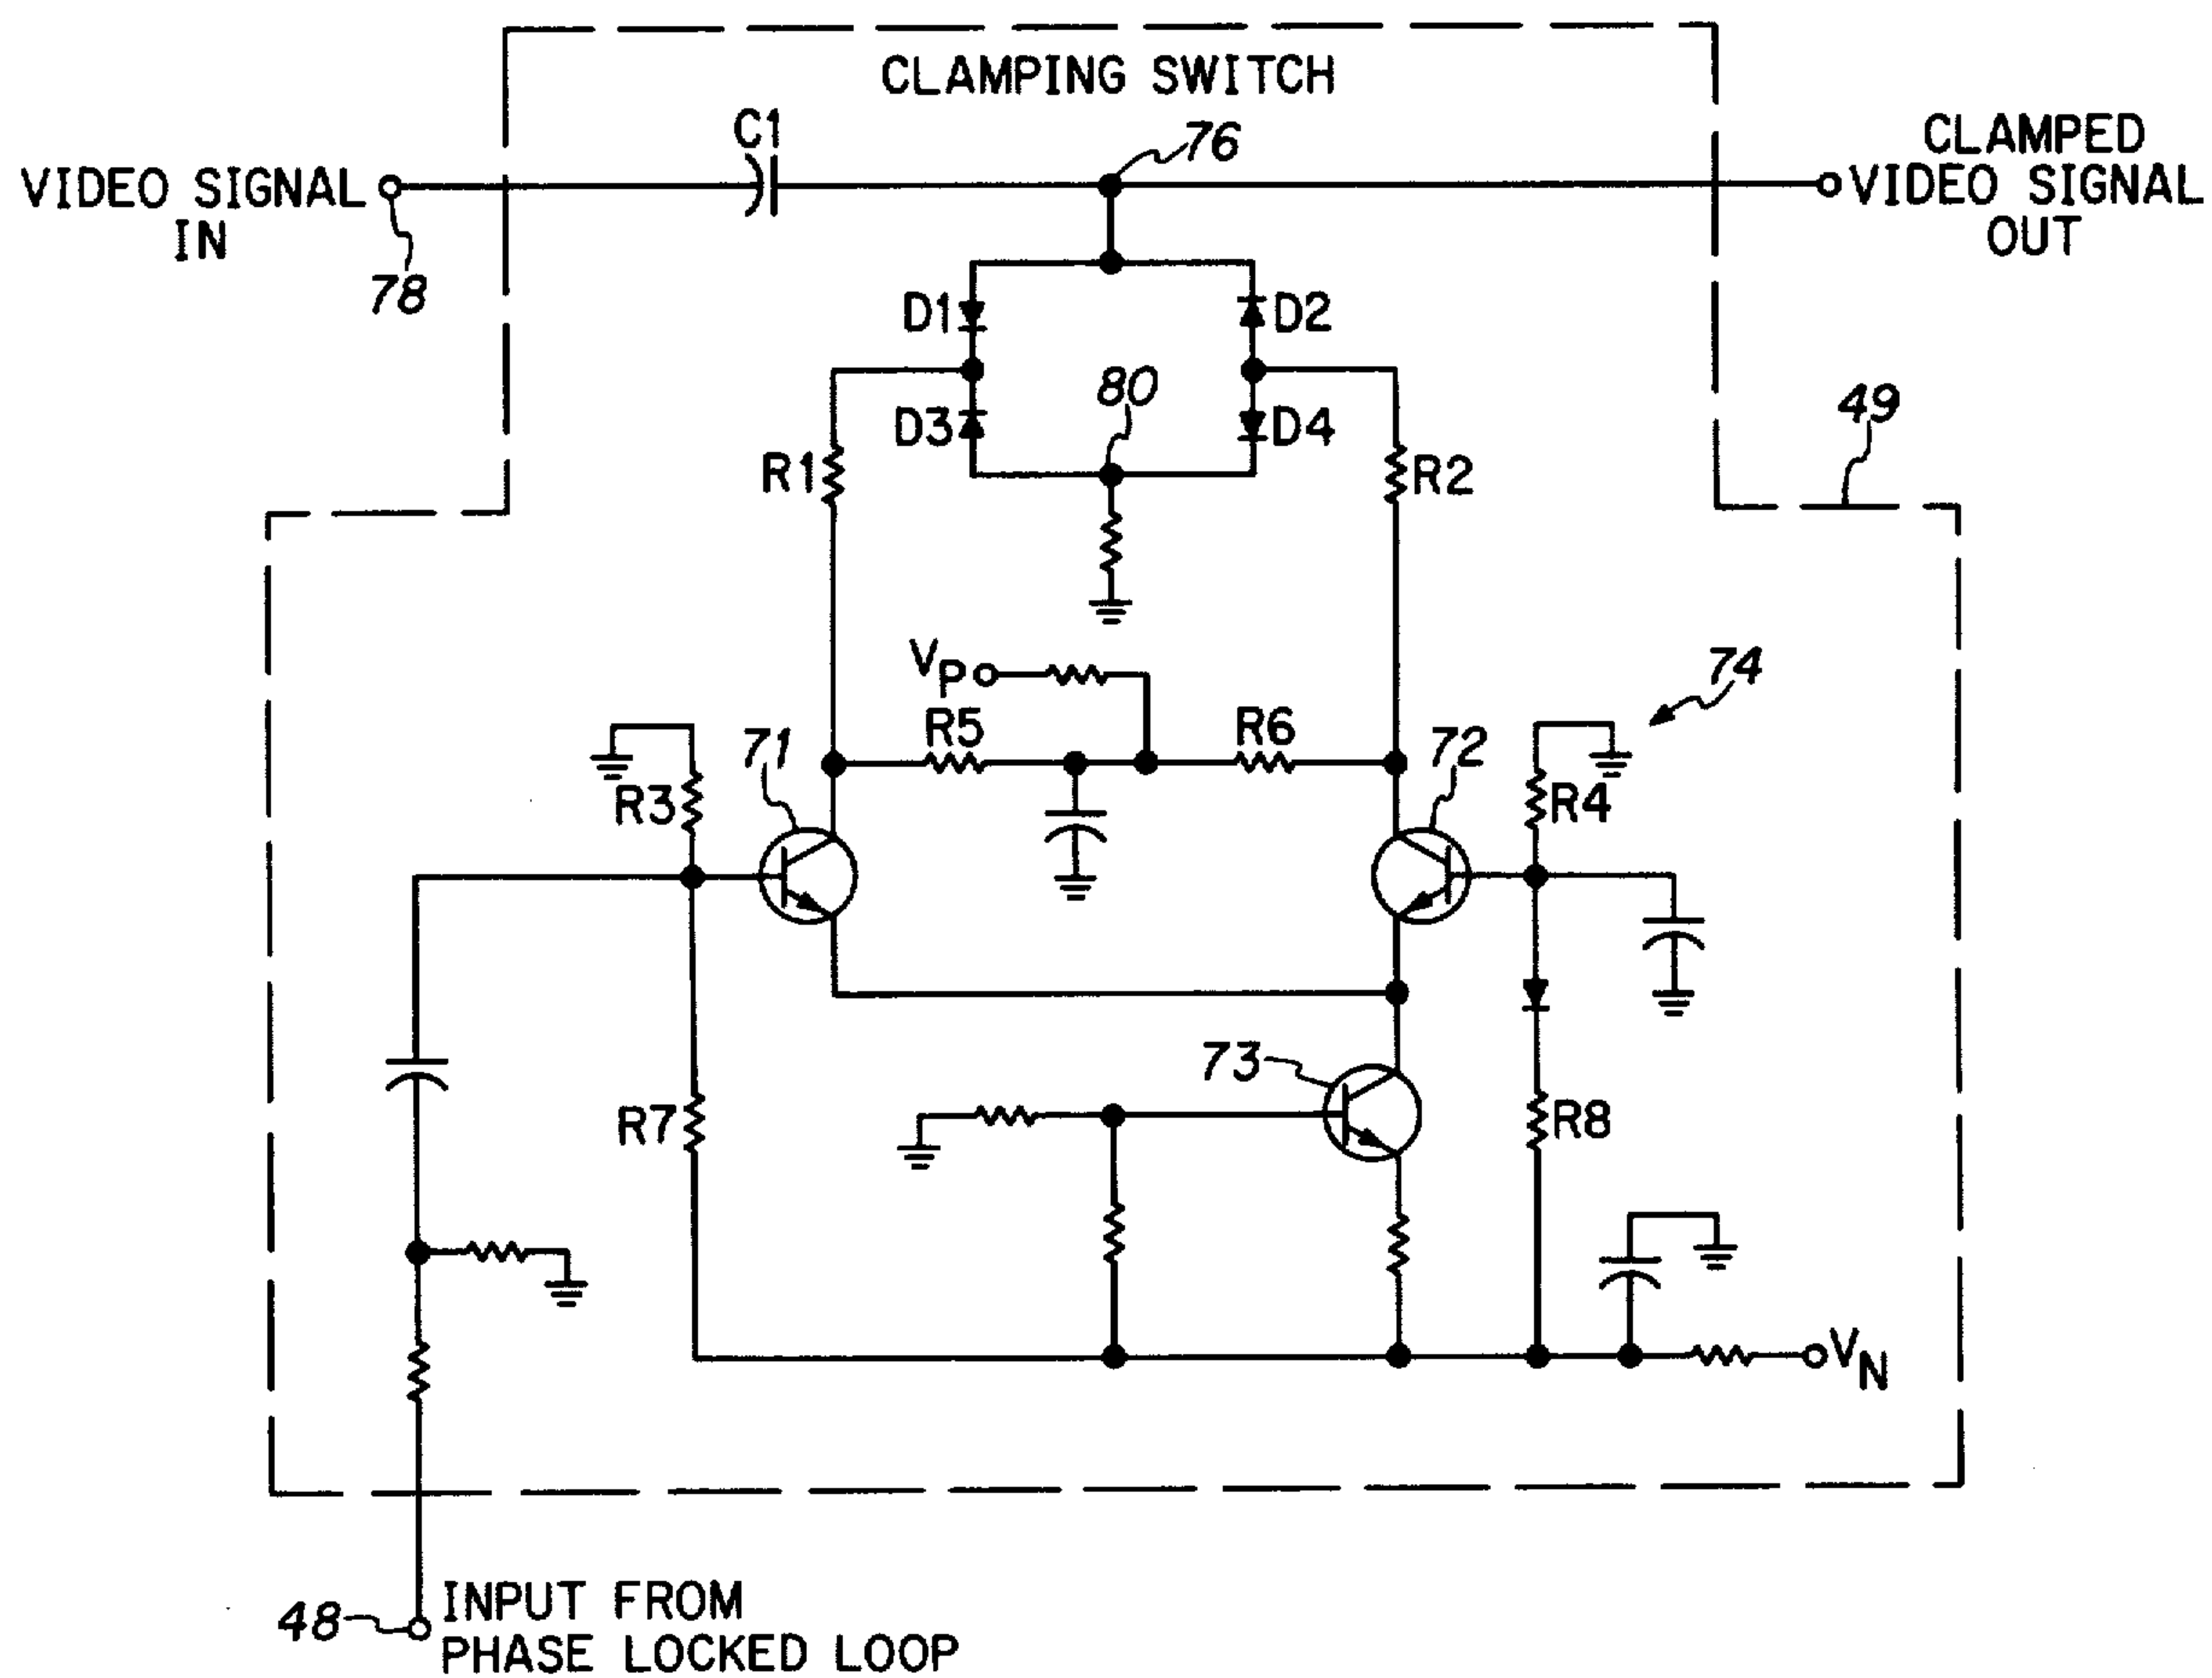 CLAMPING SWITCH
C1
76
VIDEO SIGNAL
IN
78
CLAMPED
VIDEO SIGNAL
OUT
D1
D2
80
49
D3
D4
R1
R2
VP
74
R5
R6
71
72
R3
R4
73
R7
R8
VN
48
INPUT FROM
PHASE LOCKED LOOP